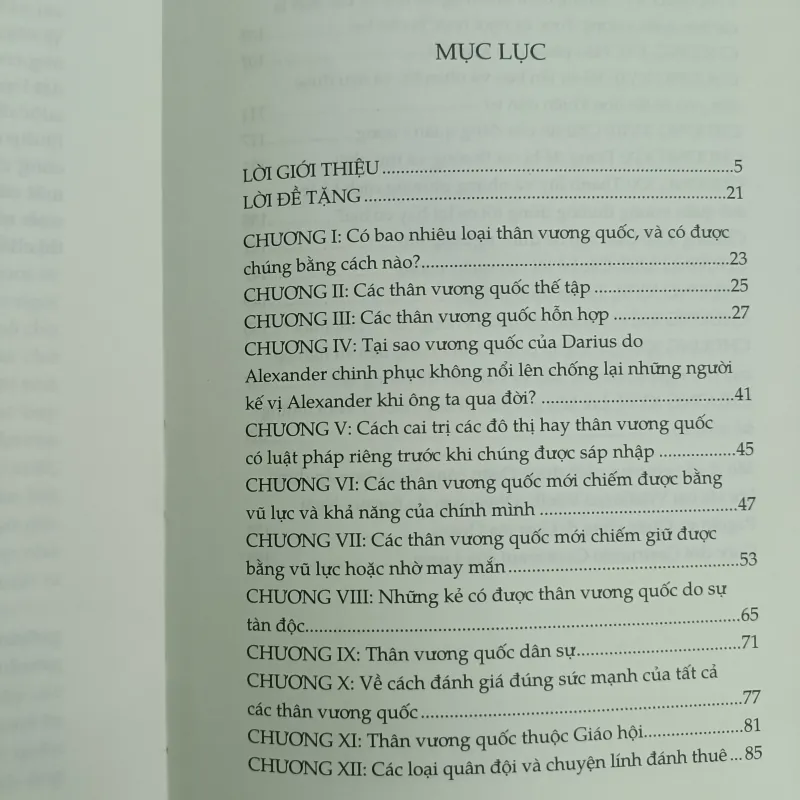 MỤC LỤC
LỜI GIỚI THIỆU..........5
LỜI ĐỀ TẶNG..........21
CHƯƠNG I: Có bao nhiêu loại thân vương quốc, và có được
chúng bằng cách nào?..........23
CHƯƠNG II: Các thân vương quốc thế tập ..........25
CHƯƠNG III: Các thân vương quốc hỗn hợp ..........27
CHƯƠNG IV: Tại sao vương quốc của Darius do
Alexander chinh phục không nổi lên chống lại những người
kế vị Alexander khi ông ta qua đời? ..........41
CHƯƠNG V: Cách cai trị các đô thị hay thân vương quốc
có luật pháp riêng trước khi chúng được sáp nhập ..........45
CHƯƠNG VI: Các thân vương quốc mới chiếm được bằng
vũ lực và khả năng của chính mình ..........47
CHƯƠNG VII: Các thân vương quốc mới chiếm giữ được
bằng vũ lực hoặc nhờ may mắn..........53
CHƯƠNG VIII: Những kẻ có được thân vương quốc do sự
tàn độc..........65
CHƯƠNG IX: Thân vương quốc dân sự..........71
CHƯƠNG X: Về cách đánh giá đúng sức mạnh của tất cả
các thân vương quốc..........77
CHƯƠNG XI: Thân vương quốc thuộc Giáo hội..........81
CHƯƠNG XII: Các loại quân đội và chuyện lính đánh thuê ...85